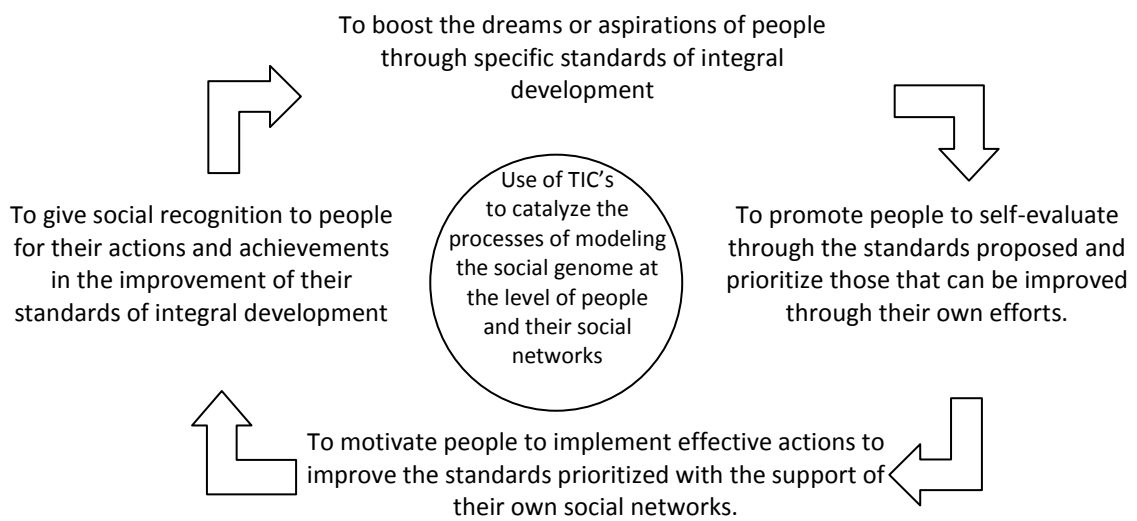 To boost the dreams or aspirations of people
through specific standards of integral
development
To give social recognition to people
for their actions and achievements
in the improvement of their
standards of integral development
Use of TIC’s
to catalyze the
processes of modeling
the social genome at
the level of people
and their social
networks
To promote people to self-evaluate
through the standards proposed and
prioritize those that can be improved
through their own efforts.
To motivate people to implement effective actions to
improve the standards prioritized with the support of
their own social networks.